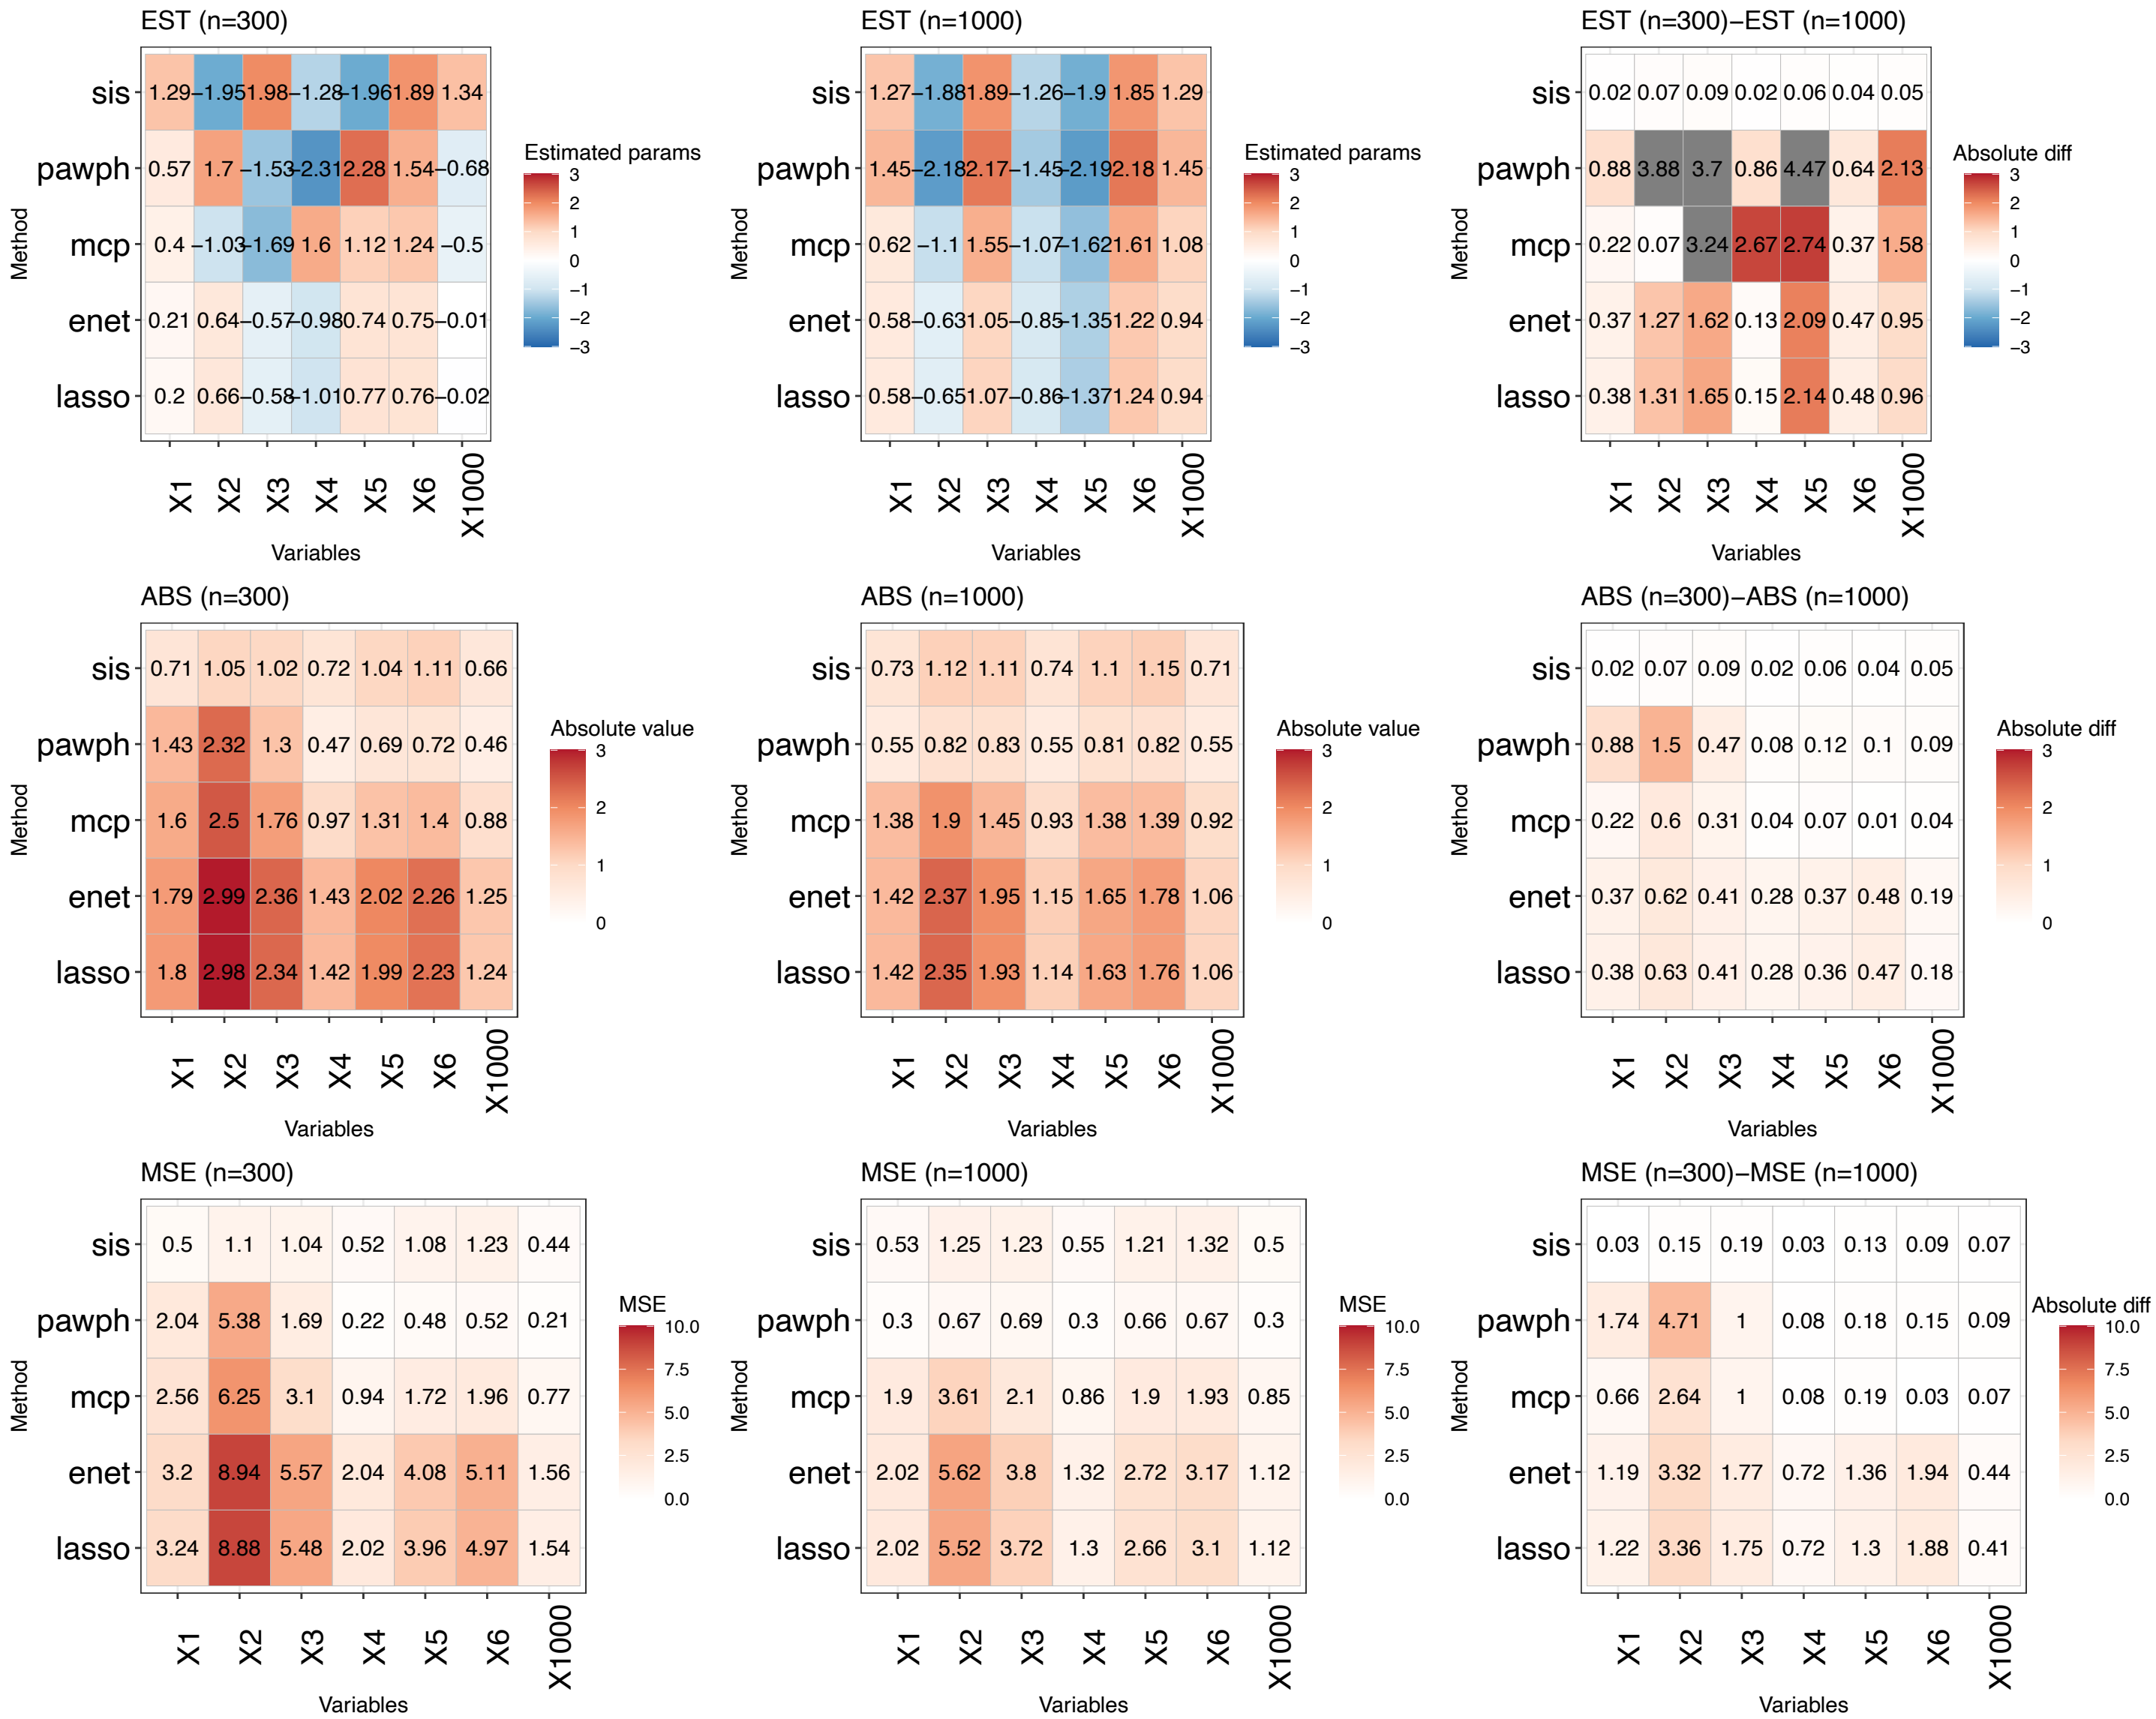 EST (n=300)
sis 1.29 −1.95 1.98 −1.28 −1.96 1.89 1.34
pawph 0.57 1.7 −1.53 −2.31 2.28 1.54 −0.68
mcp 0.4 −1.03 −1.69 1.6 1.12 1.24 −0.5
enet 0.21 0.64 −0.57 −0.98 0.74 0.75 −0.01
lasso 0.2 0.66 −0.58 −1.01 0.77 0.76 −0.02
X1 X2 X3 X4 X5 X6 X1000
Variables
Method
Estimated params
3
2
1
0
−1
−2
−3
EST (n=1000)
sis 1.27 −1.88 1.89 −1.26 −1.9 1.85 1.29
pawph 1.45 −2.18 2.17 −1.45 −2.19 2.18 1.45
mcp 0.62 −1.1 1.55 −1.07 −1.62 1.61 1.08
enet 0.58 −0.63 1.05 −0.85 −1.35 1.22 0.94
lasso 0.58 −0.65 1.07 −0.86 −1.37 1.24 0.94
X1 X2 X3 X4 X5 X6 X1000
Variables
Method
Estimated params
3
2
1
0
−1
−2
−3
EST (n=300)−EST (n=1000)
sis 0.02 0.07 0.09 0.02 0.06 0.04 0.05
pawph 0.88 3.88 3.7 0.86 4.47 0.64 2.13
mcp 0.22 0.07 3.24 2.67 2.74 0.37 1.58
enet 0.37 1.27 1.62 0.13 2.09 0.47 0.95
lasso 0.38 1.31 1.65 0.15 2.14 0.48 0.96
X1 X2 X3 X4 X5 X6 X1000
Variables
Method
Absolute diff
3
2
1
0
−1
−2
−3
ABS (n=300)
sis 0.71 1.05 1.02 0.72 1.04 1.11 0.66
pawph 1.43 2.32 1.3 0.47 0.69 0.72 0.46
mcp 1.6 2.5 1.76 0.97 1.31 1.4 0.88
enet 1.79 2.99 2.36 1.43 2.02 2.26 1.25
lasso 1.8 2.98 2.34 1.42 1.99 2.23 1.24
X1 X2 X3 X4 X5 X6 X1000
Variables
Method
Absolute value
3
2
1
0
ABS (n=1000)
sis 0.73 1.12 1.11 0.74 1.1 1.15 0.71
pawph 0.55 0.82 0.83 0.55 0.81 0.82 0.55
mcp 1.38 1.9 1.45 0.93 1.38 1.39 0.92
enet 1.42 2.37 1.95 1.15 1.65 1.78 1.06
lasso 1.42 2.35 1.93 1.14 1.63 1.76 1.06
X1 X2 X3 X4 X5 X6 X1000
Variables
Method
Absolute value
3
2
1
0
ABS (n=300)−ABS (n=1000)
sis 0.02 0.07 0.09 0.02 0.06 0.04 0.05
pawph 0.88 1.5 0.47 0.08 0.12 0.1 0.09
mcp 0.22 0.6 0.31 0.04 0.07 0.01 0.04
enet 0.37 0.62 0.41 0.28 0.37 0.48 0.19
lasso 0.38 0.63 0.41 0.28 0.36 0.47 0.18
X1 X2 X3 X4 X5 X6 X1000
Variables
Method
Absolute diff
3
2
1
0
MSE (n=300)
sis 0.5 1.1 1.04 0.52 1.08 1.23 0.44
pawph 2.04 5.38 1.69 0.22 0.48 0.52 0.21
mcp 2.56 6.25 3.1 0.94 1.72 1.96 0.77
enet 3.2 8.94 5.57 2.04 4.08 5.11 1.56
lasso 3.24 8.88 5.48 2.02 3.96 4.97 1.54
X1 X2 X3 X4 X5 X6 X1000
Variables
Method
MSE
10.0
7.5
5.0
2.5
0.0
MSE (n=1000)
sis 0.53 1.25 1.23 0.55 1.21 1.32 0.5
pawph 0.3 0.67 0.69 0.3 0.66 0.67 0.3
mcp 1.9 3.61 2.1 0.86 1.9 1.93 0.85
enet 2.02 5.62 3.8 1.32 2.72 3.17 1.12
lasso 2.02 5.52 3.72 1.3 2.66 3.1 1.12
X1 X2 X3 X4 X5 X6 X1000
Variables
Method
MSE
10.0
7.5
5.0
2.5
0.0
MSE (n=300)−MSE (n=1000)
sis 0.03 0.15 0.19 0.03 0.13 0.09 0.07
pawph 1.74 4.71 1 0.08 0.18 0.15 0.09
mcp 0.66 2.64 1 0.08 0.19 0.03 0.07
enet 1.19 3.32 1.77 0.72 1.36 1.94 0.44
lasso 1.22 3.36 1.75 0.72 1.3 1.88 0.41
X1 X2 X3 X4 X5 X6 X1000
Variables
Method
Absolute diff
10.0
7.5
5.0
2.5
0.0